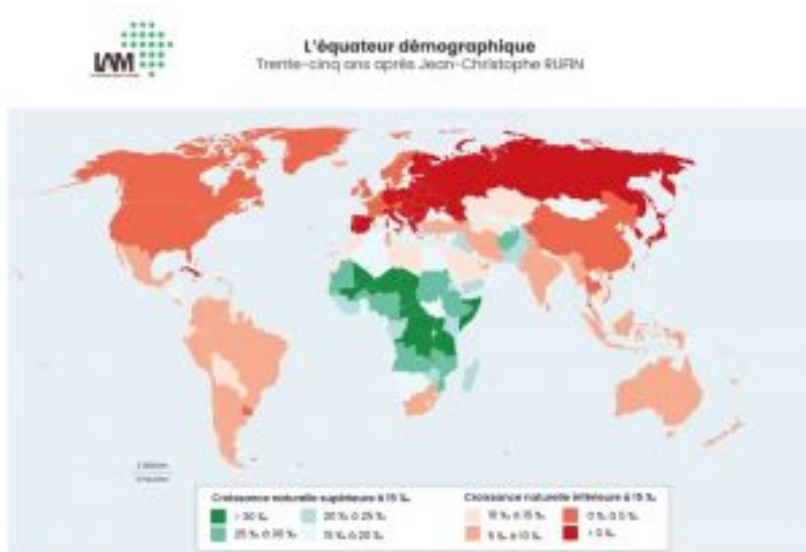 LAM
L'équateur démographique
Trente-cinq ans après Jean-Christophe RUFIN
Croissance naturelle supérieure à 15 ‰
> 30 ‰
20 ‰ à 25 ‰
25 ‰ à 30 ‰
15 ‰ à 20 ‰
Croissance naturelle inférieure à 15 ‰
10 ‰ à 15 ‰
0 ‰ à 5 ‰
5 ‰ à 10 ‰
< 0 ‰